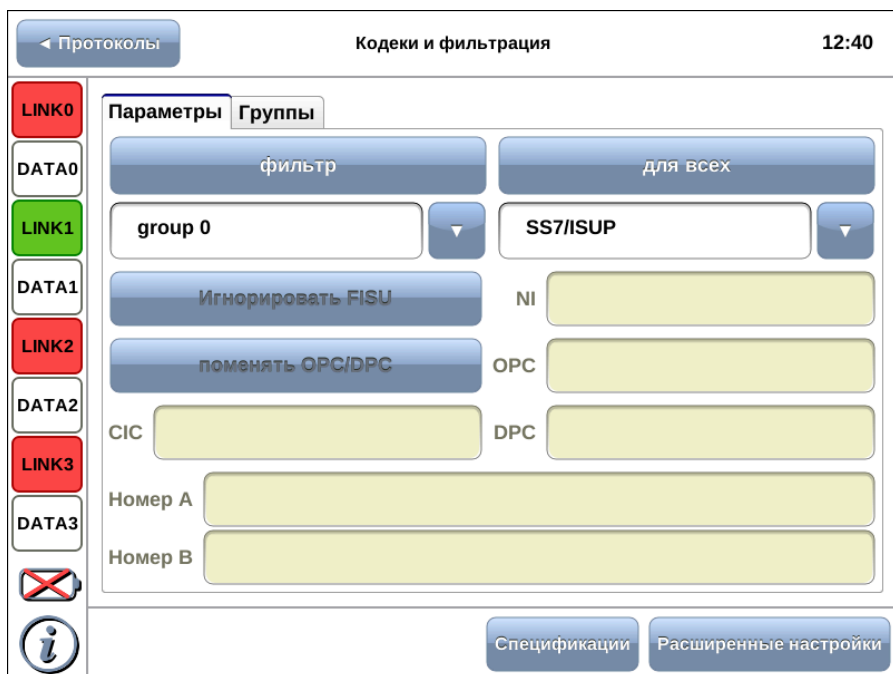 ◄ Протоколы
Кодеки и фильтрация
12:40
LINK0
DATA0
LINK1
DATA1
LINK2
DATA2
LINK3
DATA3
Параметры
Группы
фильтр
для всех
group 0
SS7/ISUP
Игнорировать FISU
NI
поменять OPC/DPC
OPC
CIC
DPC
Номер A
Номер B
i
Спецификации
Расширенные настройки